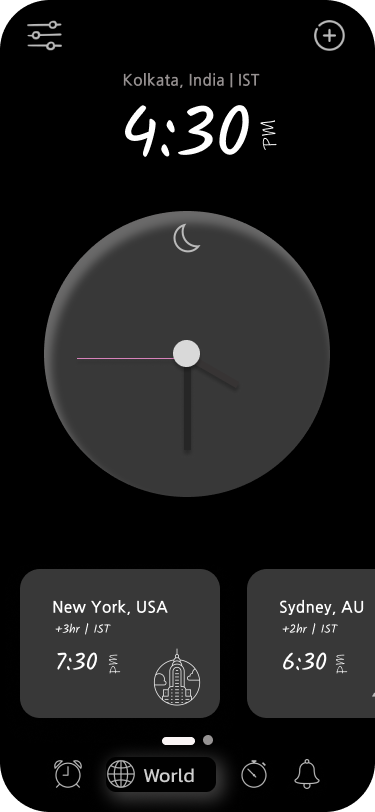 Kolkata, India | IST
4:30 PM
New York, USA
+3hr | IST
7:30 PM
Sydney, AU
+2hr | IST
6:30 PM
World